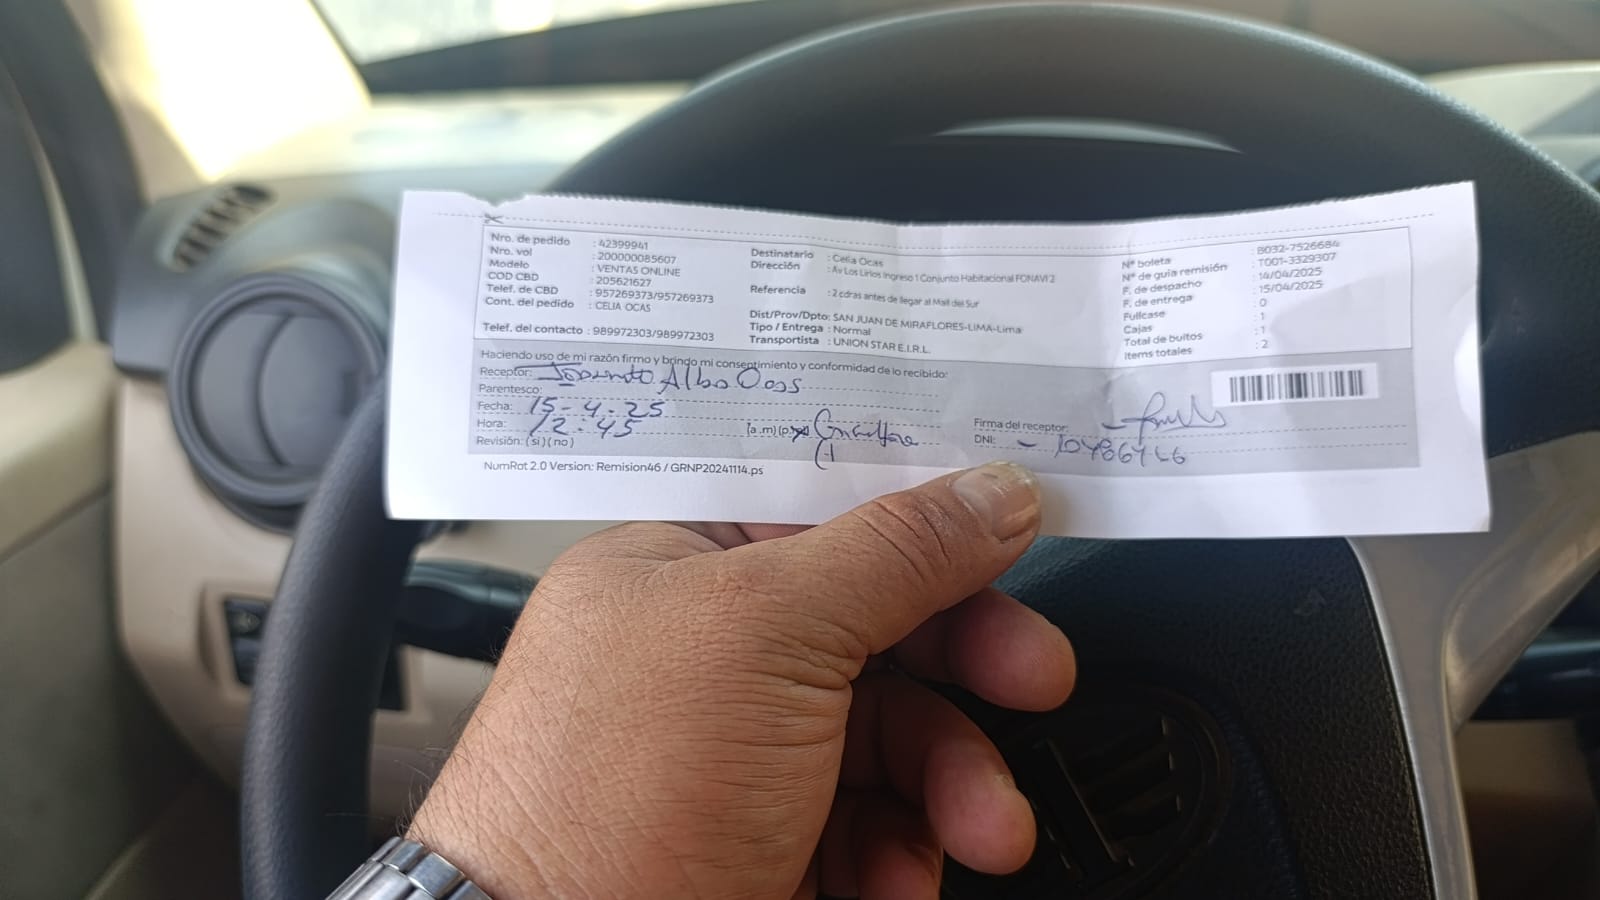 Nro. de pedido : 42399941
Nro. vol : 200000085607
Modelo : VENTAS ONLINE
COD CBD : 205621627
Telef. de CBD : 957269373/957269373
Cont. del pedido : CELIA OCAS
Telef. del contacto : 989972303/989972303
Destinatario : Celia Ocas
Dirección : Av Los Lirios Ingreso 1 Conjunto Habitacional FONAVI 2
Referencia : 2 cdras antes de llegar al Mall del Sur
Dist/Prov/Dpto: SAN JUAN DE MIRAFLORES-LIMA-Lima
Tipo / Entrega : Normal
Transportista : UNION STAR E.I.R.L.
Nº boleta : B032-7526684
Nº de guia remisión : T001-3329307
F. de despacho : 14/04/2025
F. de entrega : 15/04/2025
Fullcase : 0
Cajas : 1
Total de bultos : 1
Items totales : 2
Haciendo uso de mi razón firmo y brindo mi consentimiento y conformidad de lo recibido:
Receptor: Ocas
Parentesco:
Fecha: 15-4-25
Hora: 12:45 (a.m) (p.m)
Revisión: (si) (no)
Firma del receptor:
DNI:
NumRot 2.0 Version: Remision46 / GRNP20241114.ps